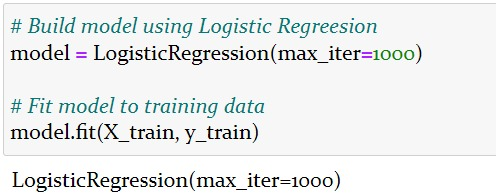 # Build model using Logistic Regreesion
model = LogisticRegression(max_iter=1000)
# Fit model to training data
model.fit(X_train, y_train)
LogisticRegression(max_iter=1000)